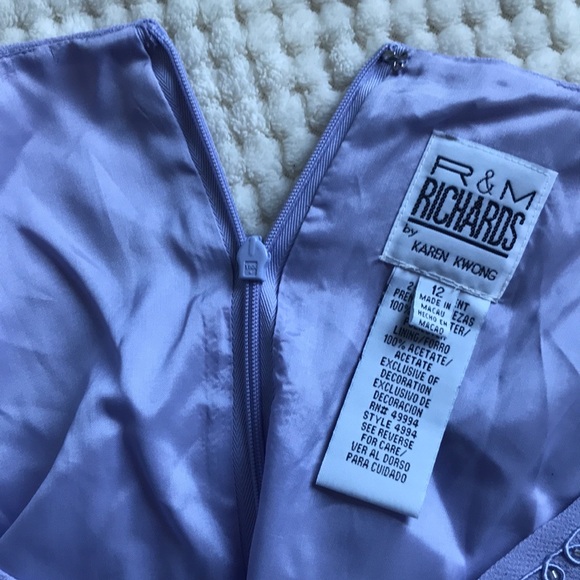 R & M
RICHARDS
by
KAREN KWONG
12
MADE IN
MACAU
HECHO EN
MACAO
100%
LINING/FORRO
100% ACETATE/
ACETATE
EXCLUSIVE OF
DECORATION
EXCLUSIVO DE
DECORACION
RN# 49994
STYLE 4994
SEE REVERSE
FOR CARE/
VER AL DORSO
PARA CUIDADO